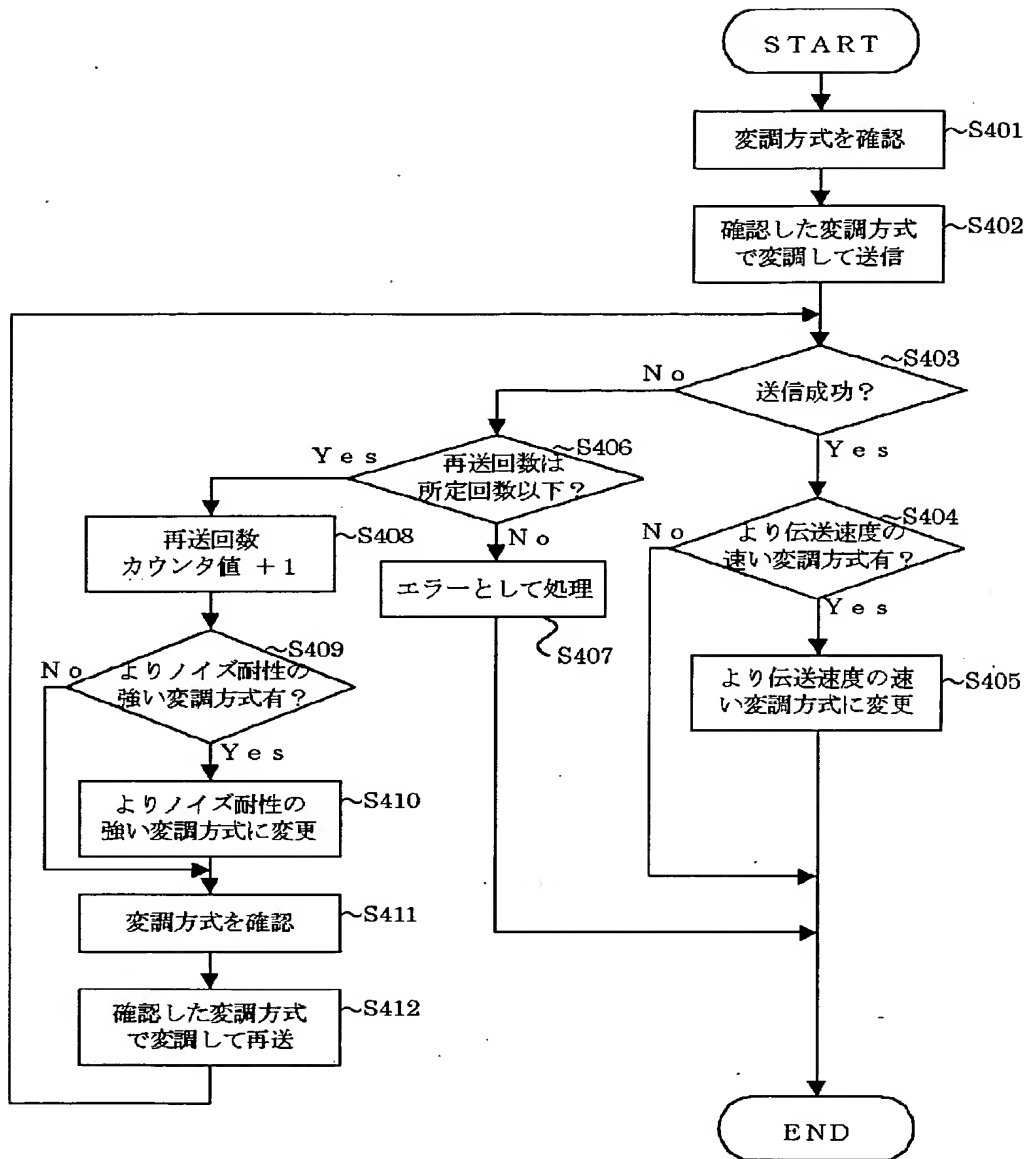 START
変調方式を確認
~S401
確認した変調方式
で変調して送信
~S402
送信成功?
~S403
No
Yes
再送回数は
所定回数以下?
~S406
Yes
No
より伝送速度の
速い変調方式有?
~S404
No
Yes
再送回数
カウンタ値 +1
~S408
エラーとして処理
S407
より伝送速度の速
い変調方式に変更
~S405
よりノイズ耐性の
強い変調方式有?
~S409
No
Yes
よりノイズ耐性の
強い変調方式に変更
~S410
変調方式を確認
~S411
確認した変調方式
で変調して再送
~S412
END